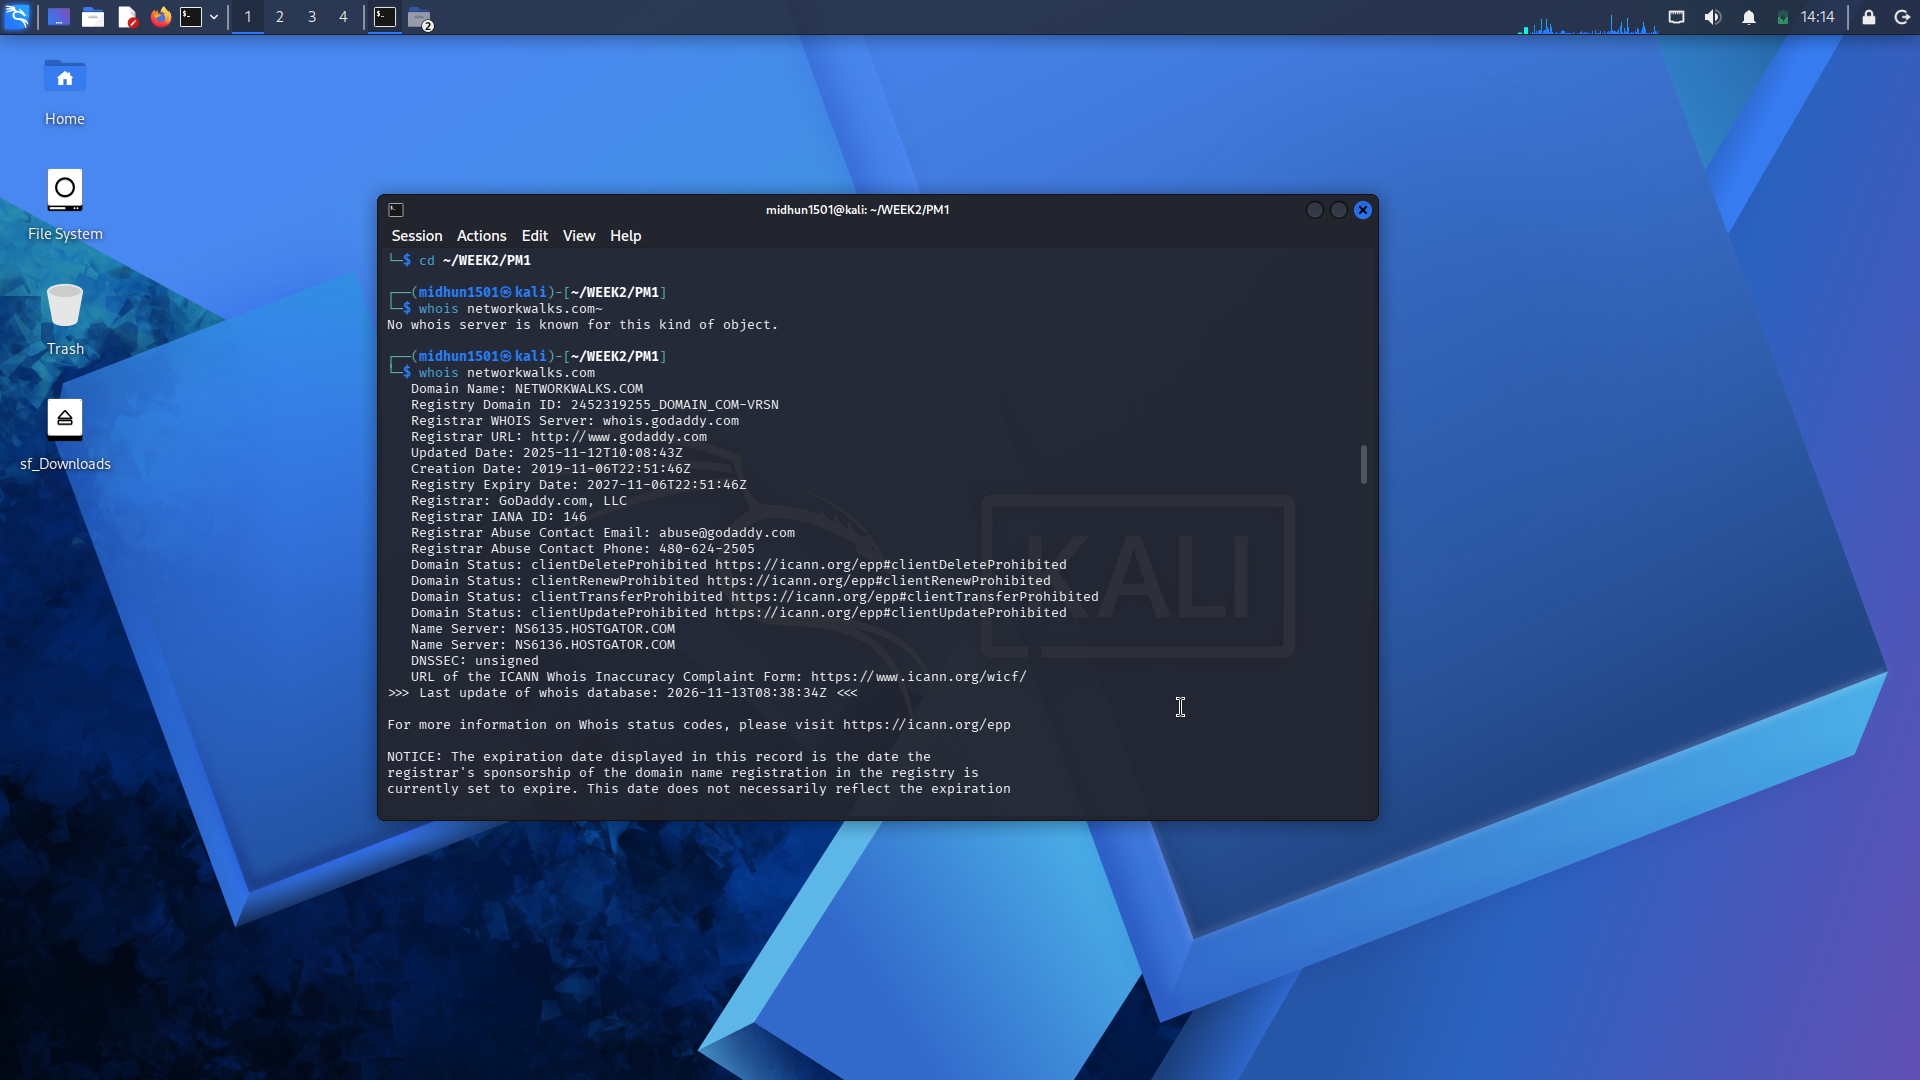 1 2 3 4 2 14:14
Home
File System
Trash
sf_Downloads
midhun1501@kali: ~/WEEK2/PM1
Session Actions Edit View Help
└─$ cd ~/WEEK2/PM1
┌──(midhun1501㉿kali)-[~/WEEK2/PM1]
└─$ whois networkwalks.com~
No whois server is known for this kind of object.
┌──(midhun1501㉿kali)-[~/WEEK2/PM1]
└─$ whois networkwalks.com
Domain Name: NETWORKWALKS.COM
Registry Domain ID: 2452319255_DOMAIN_COM-VRSN
Registrar WHOIS Server: whois.godaddy.com
Registrar URL: http://www.godaddy.com
Updated Date: 2025-11-12T10:08:43Z
Creation Date: 2019-11-06T22:51:46Z
Registry Expiry Date: 2027-11-06T22:51:46Z
Registrar: GoDaddy.com, LLC
Registrar IANA ID: 146
Registrar Abuse Contact Email: abuse@godaddy.com
Registrar Abuse Contact Phone: 480-624-2505
Domain Status: clientDeleteProhibited https://icann.org/epp#clientDeleteProhibited
Domain Status: clientRenewProhibited https://icann.org/epp#clientRenewProhibited
Domain Status: clientTransferProhibited https://icann.org/epp#clientTransferProhibited
Domain Status: clientUpdateProhibited https://icann.org/epp#clientUpdateProhibited
Name Server: NS6135.HOSTGATOR.COM
Name Server: NS6136.HOSTGATOR.COM
DNSSEC: unsigned
URL of the ICANN Whois Inaccuracy Complaint Form: https://www.icann.org/wicf/
>>> Last update of whois database: 2026-11-13T08:38:34Z <<<
For more information on Whois status codes, please visit https://icann.org/epp
NOTICE: The expiration date displayed in this record is the date the
registrar's sponsorship of the domain name registration in the registry is
currently set to expire. This date does not necessarily reflect the expiration
KALI